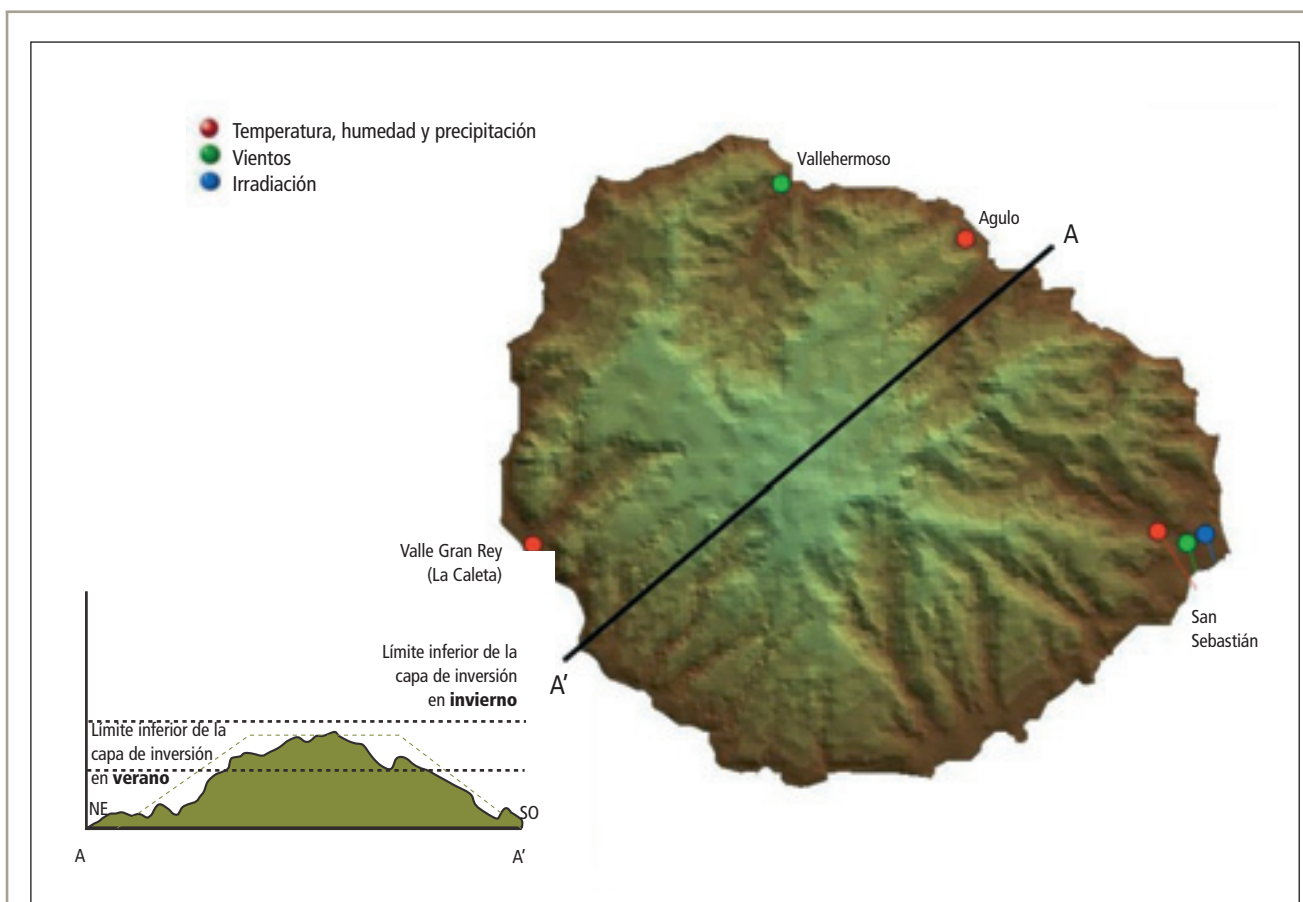 Temperatura, humedad y precipitación
Vientos
Irradiación
Vallehermoso
Agulo
A
Valle Gran Rey
(La Caleta)
San
Sebastián
A'
Límite inferior de la
capa de inversión
en invierno
Límite inferior de la
capa de inversión
en verano
NE
SO
A
A'